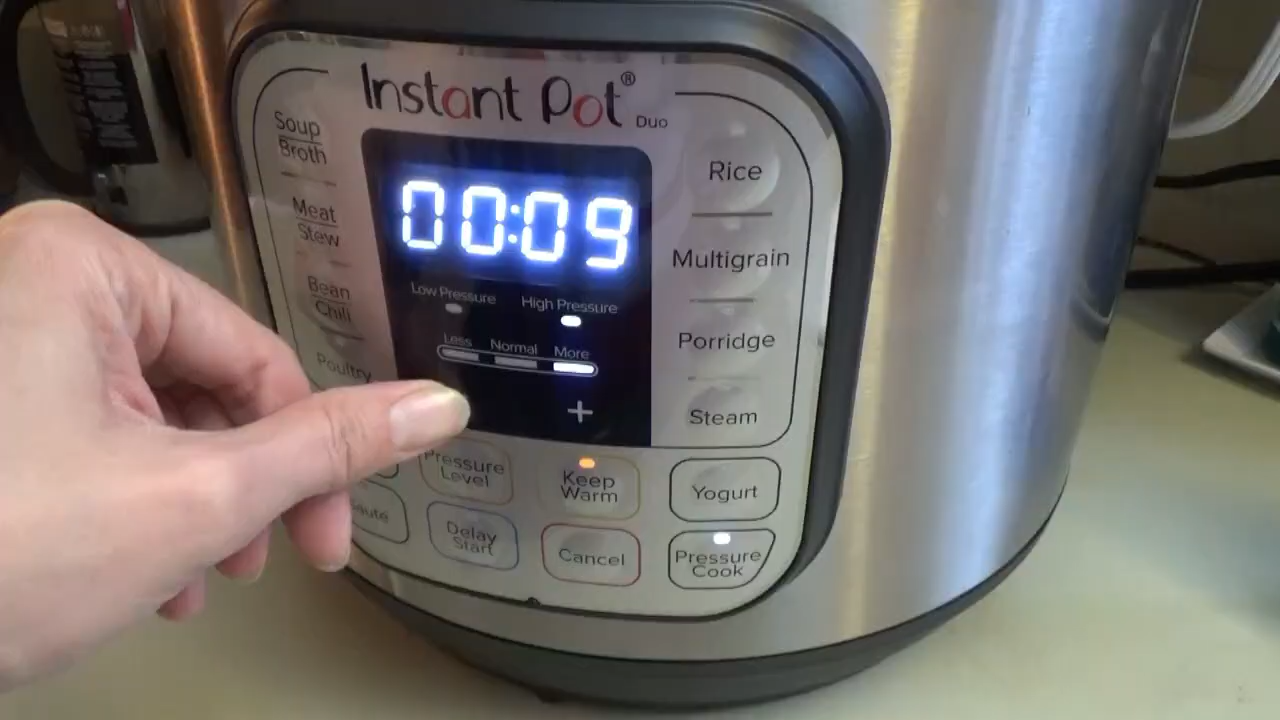 Instant Pot®
Duo
Soup
Broth
Meat
Stew
Bean
Chili
Poultry
00:09
Low Pressure
High Pressure
Less
Normal
More
+
Rice
Multigrain
Porridge
Steam
Pressure
Level
Keep
Warm
Yogurt
Delay
Start
Cancel
Pressure
Cook